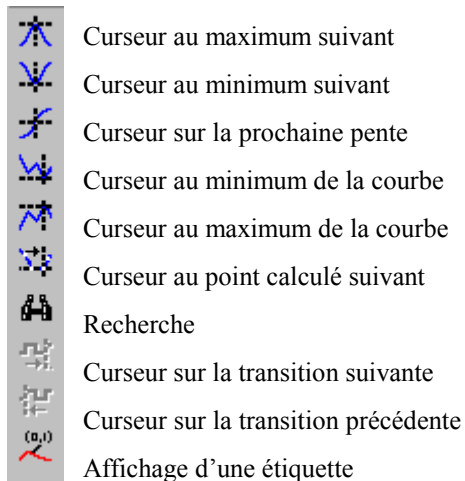 Curseur au maximum suivant
Curseur au minimum suivant
Curseur sur la prochaine pente
Curseur au minimum de la courbe
Curseur au maximum de la courbe
Curseur au point calculé suivant
Recherche
Curseur sur la transition suivante
Curseur sur la transition précédente
(0,1)
Affichage d’une étiquette